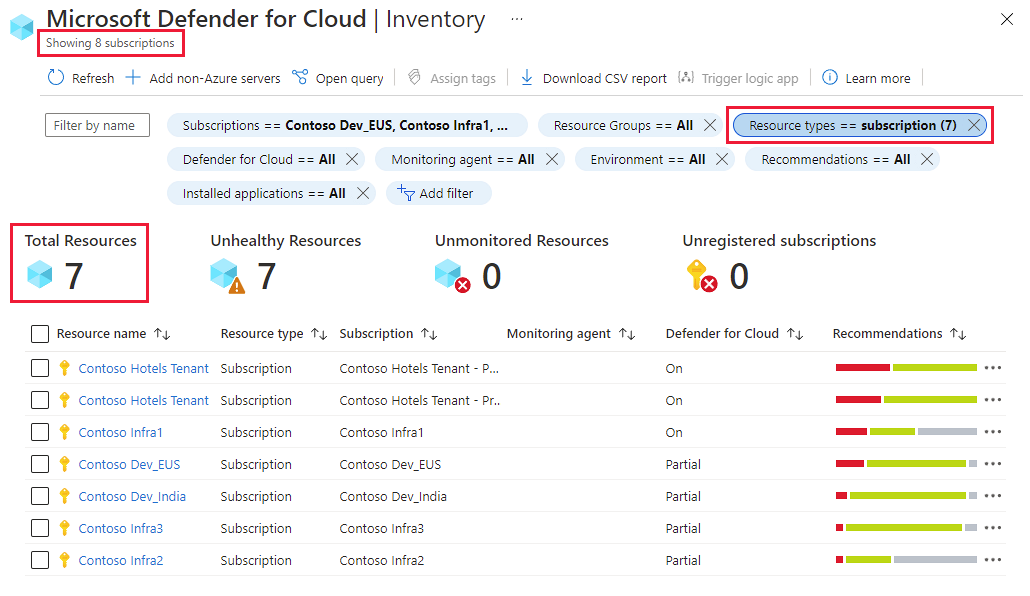 Microsoft Defender for Cloud | Inventory ...
Showing 8 subscriptions
Refresh Add non-Azure servers Open query Assign tags Download CSV report Trigger logic app Learn more
Filter by name Subscriptions == Contoso Dev_EUS, Contoso Infra1, ... Resource Groups == All Resource types == subscription (7)
Defender for Cloud == All Monitoring agent == All Environment == All Recommendations == All
Installed applications == All Add filter
Total Resources Unhealthy Resources Unmonitored Resources Unregistered subscriptions
7 7 0 0
Resource name Resource type Subscription Monitoring agent Defender for Cloud Recommendations
Contoso Hotels Tenant Subscription Contoso Hotels Tenant - P... On
Contoso Hotels Tenant Subscription Contoso Hotels Tenant - Pr.. On
Contoso Infra1 Subscription Contoso Infra1 On
Contoso Dev_EUS Subscription Contoso Dev_EUS Partial
Contoso Dev_India Subscription Contoso Dev_India Partial
Contoso Infra3 Subscription Contoso Infra3 Partial
Contoso Infra2 Subscription Contoso Infra2 Partial